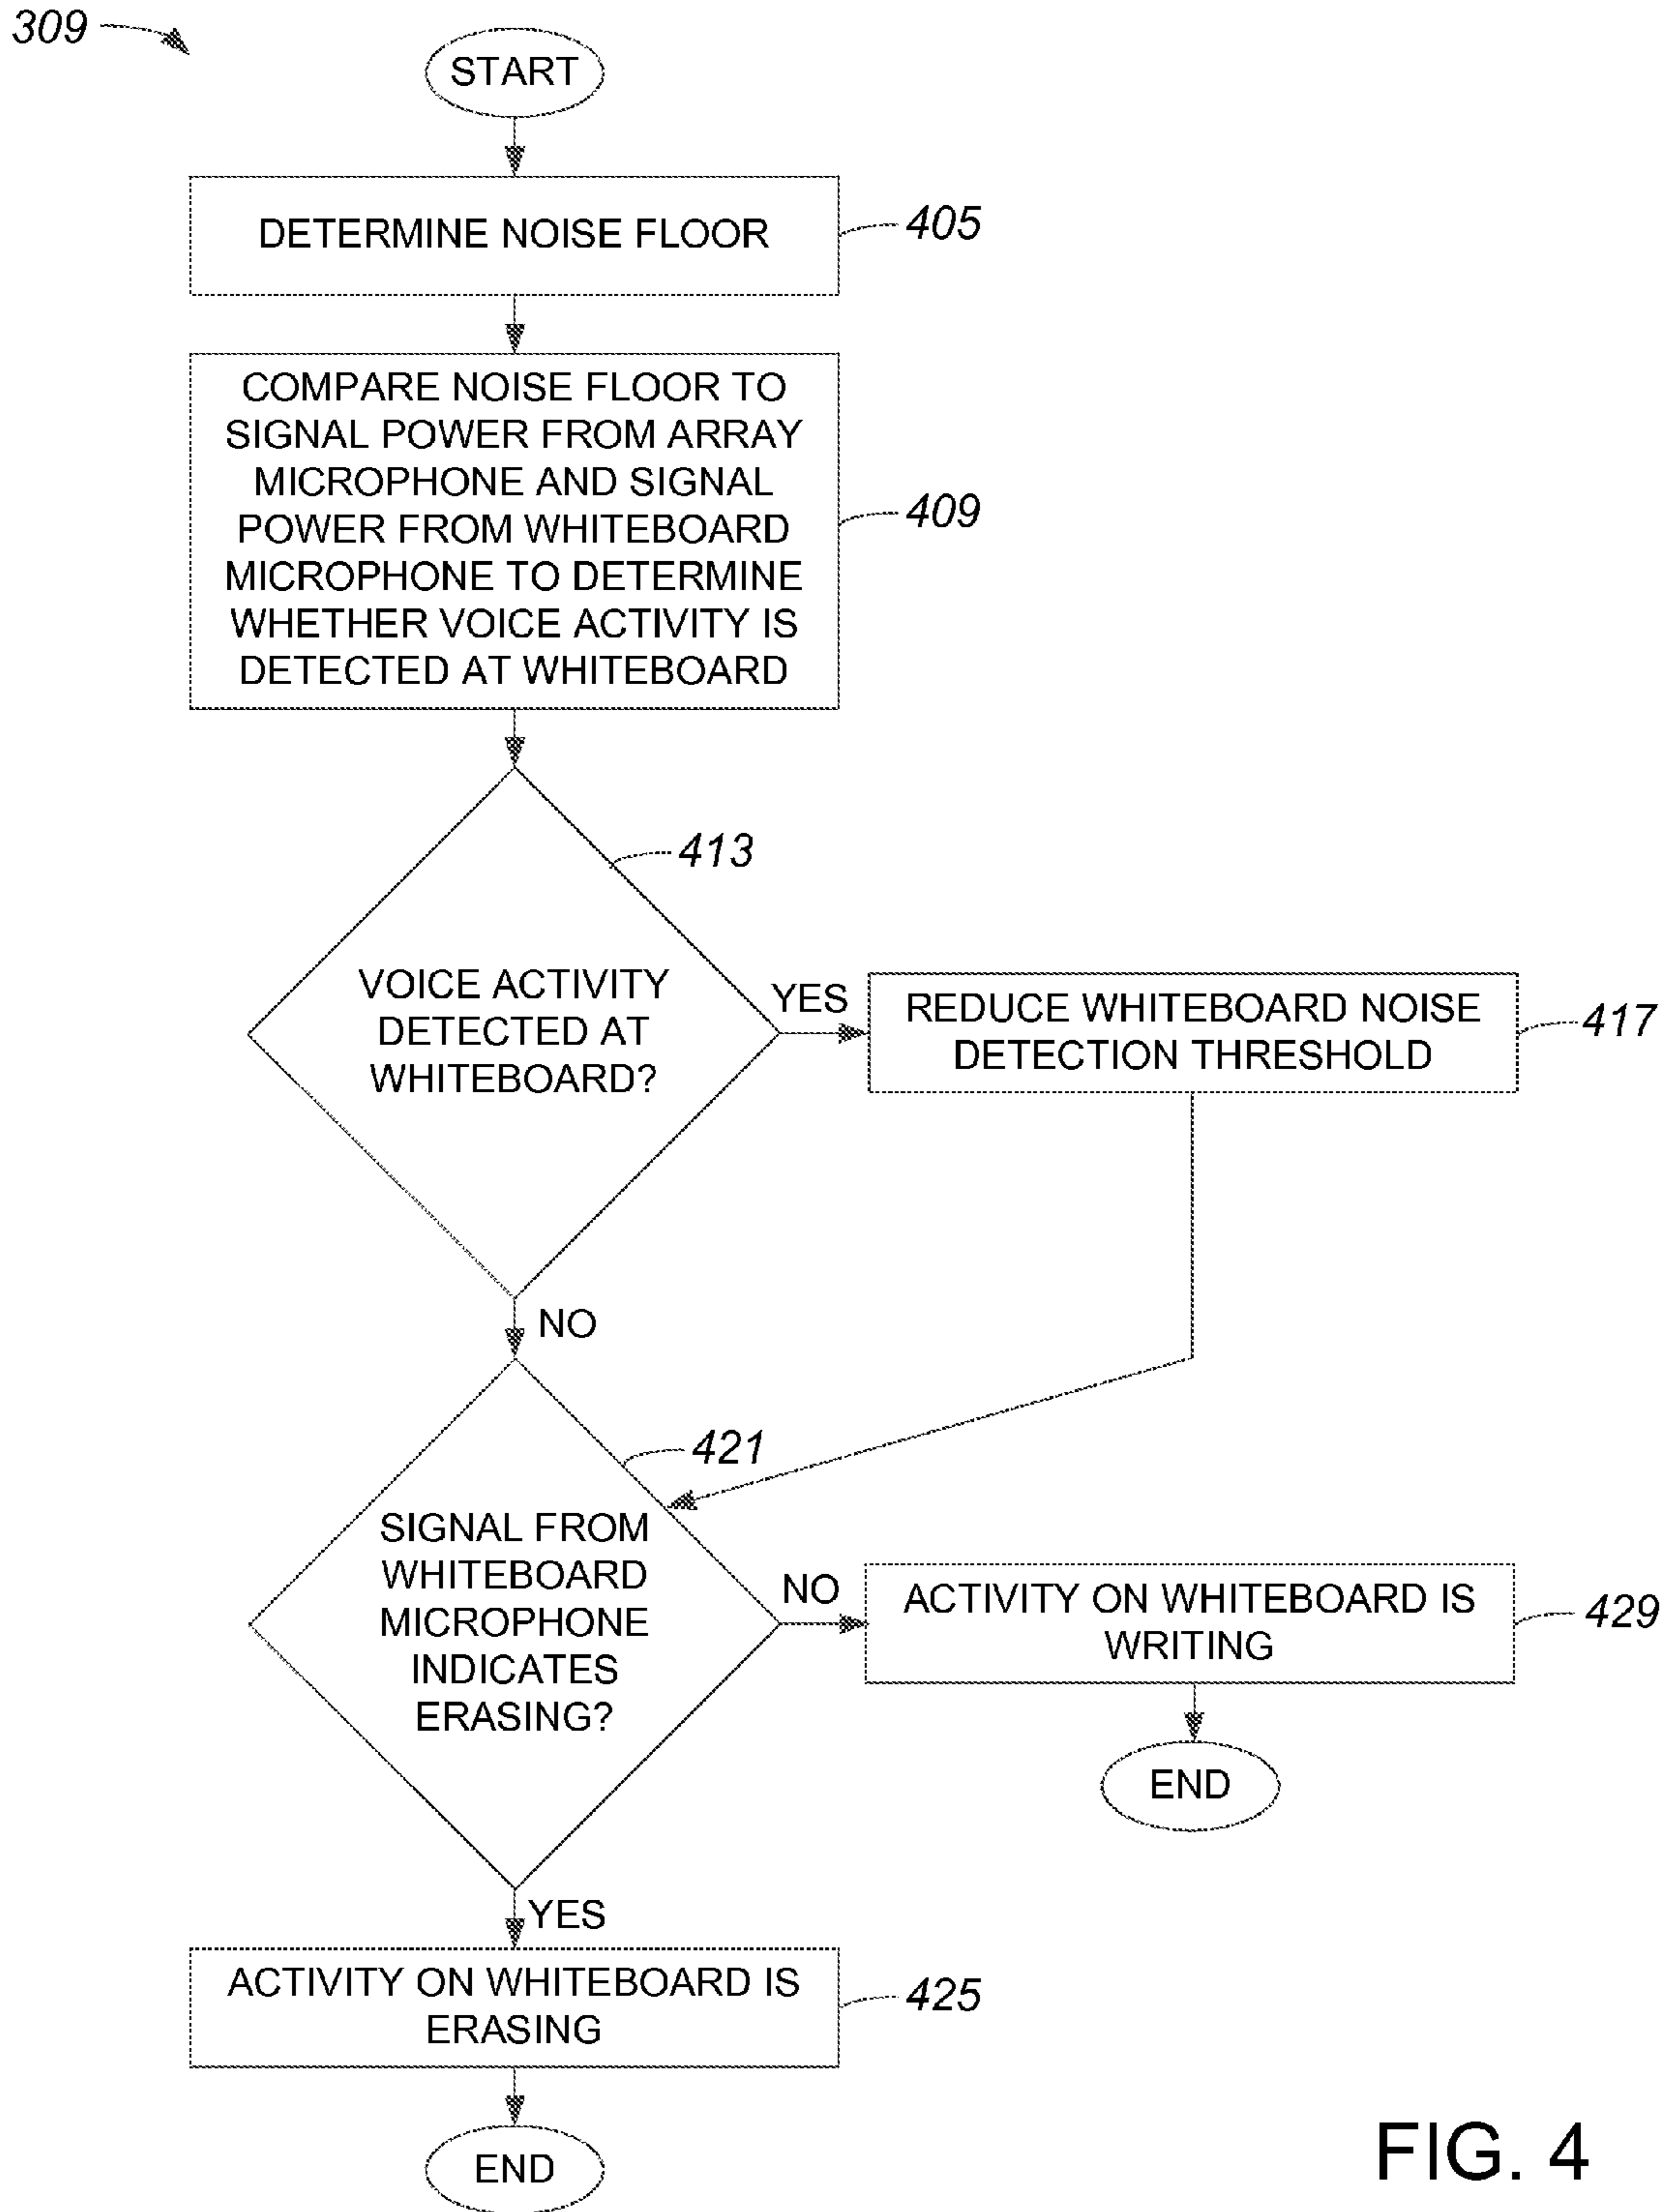 309
START
DETERMINE NOISE FLOOR
405
COMPARE NOISE FLOOR TO
SIGNAL POWER FROM ARRAY
MICROPHONE AND SIGNAL
POWER FROM WHITEBOARD
MICROPHONE TO DETERMINE
WHETHER VOICE ACTIVITY IS
DETECTED AT WHITEBOARD
409
413
VOICE ACTIVITY
DETECTED AT
WHITEBOARD?
YES
REDUCE WHITEBOARD NOISE
DETECTION THRESHOLD
417
NO
421
SIGNAL FROM
WHITEBOARD
MICROPHONE
INDICATES
ERASING?
NO
ACTIVITY ON WHITEBOARD IS
WRITING
429
END
YES
ACTIVITY ON WHITEBOARD IS
ERASING
425
END
FIG. 4